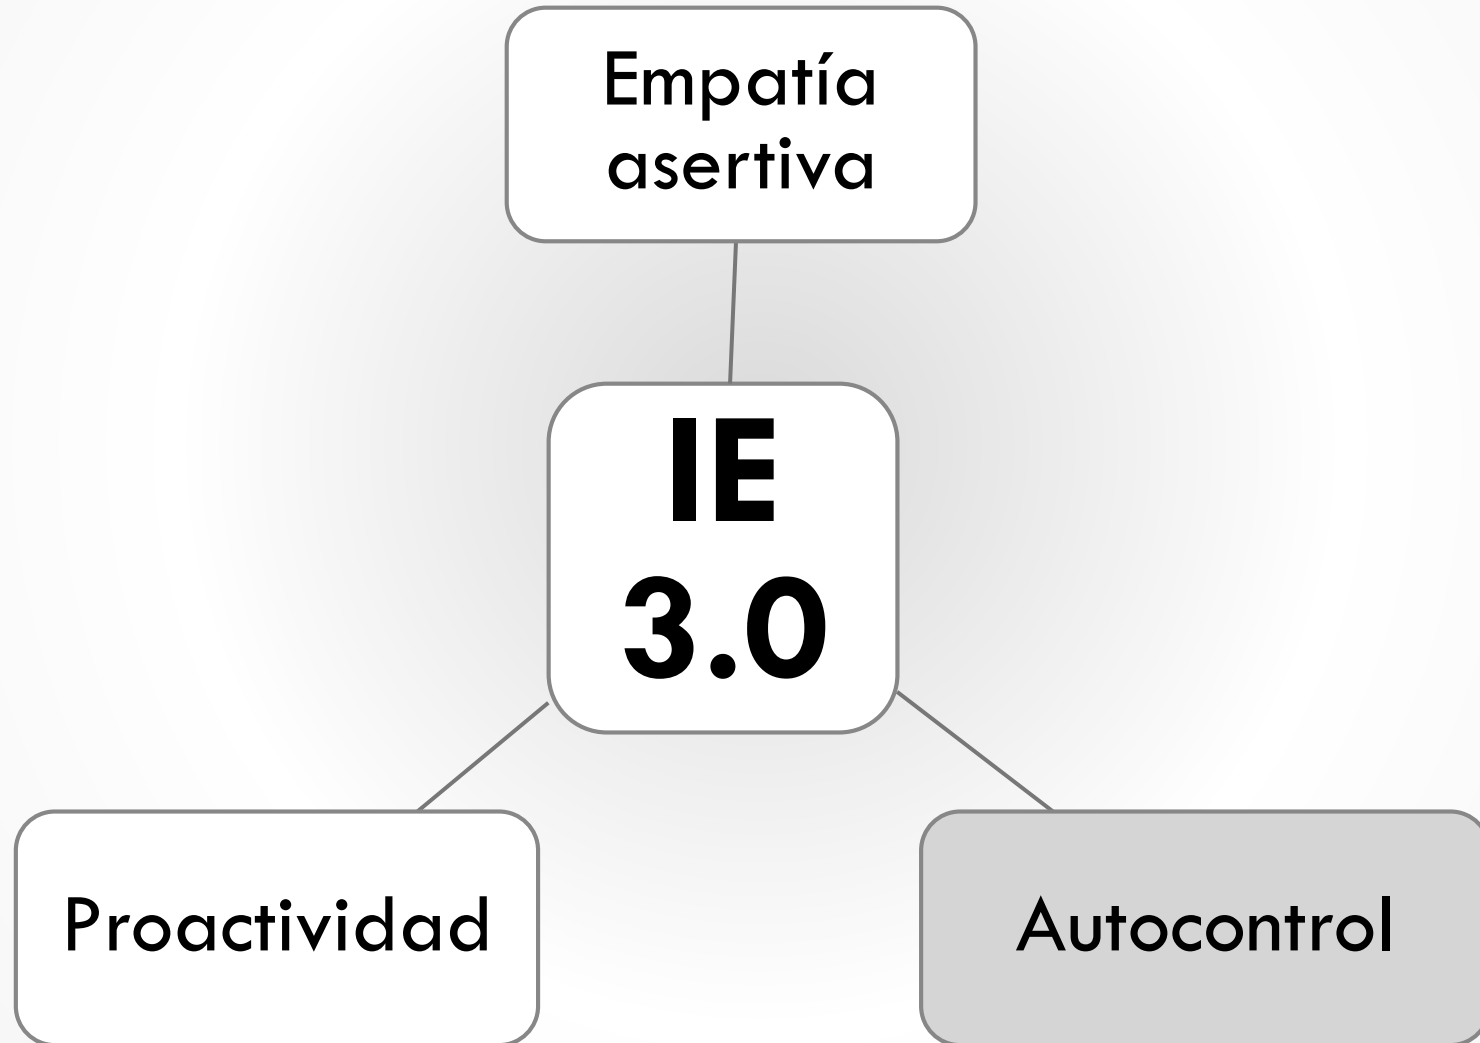 Empatía
asertiva
IE
3.0
Proactividad
Autocontrol